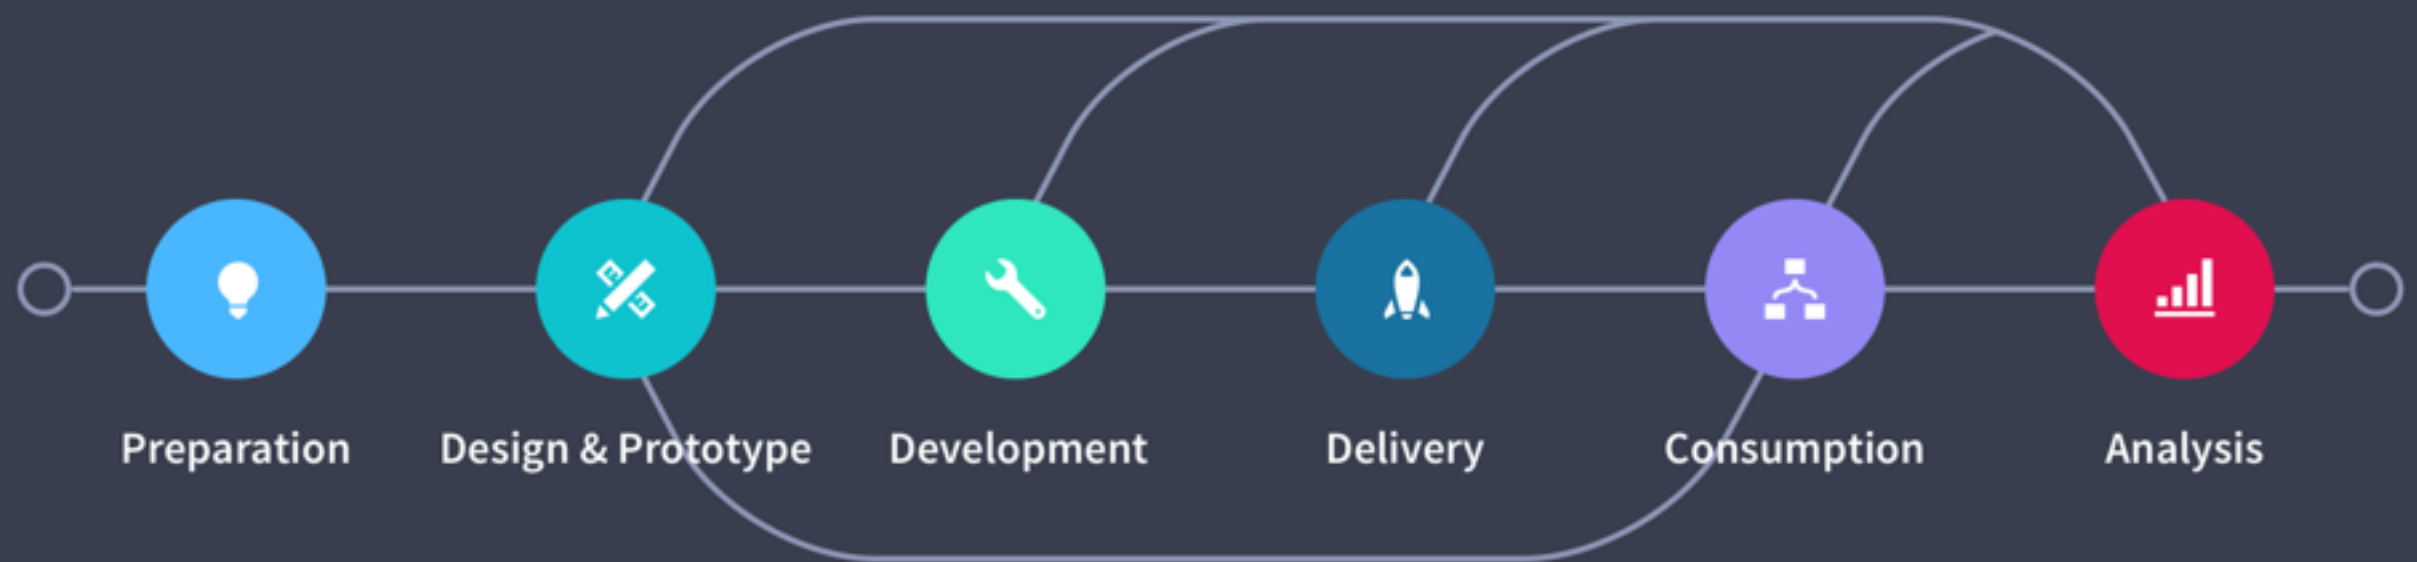 Preparation
Design & Prototype
Development
Delivery
Consumption
Analysis